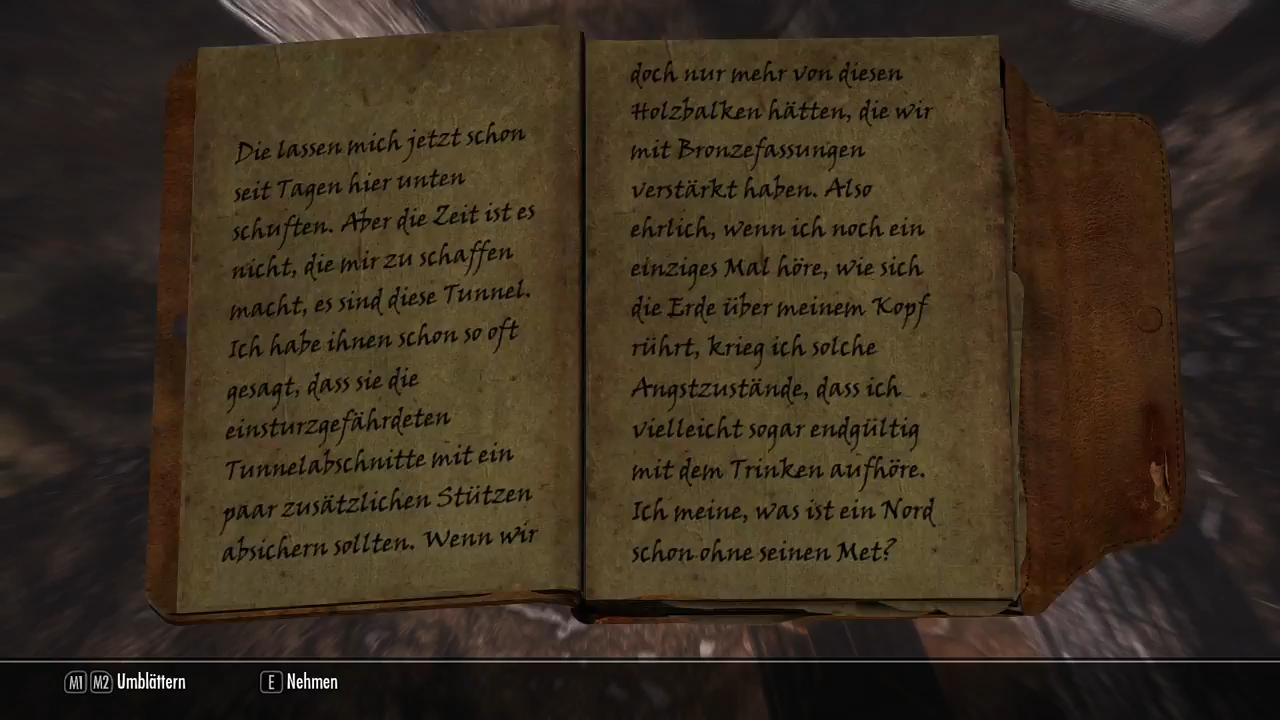 Die lassen mich jetzt schon
seit Tagen hier unten
schuften. Aber die Zeit ist es
nicht, die mir zu schaffen
macht, es sind diese Tunnel.
Ich habe ihnen schon so oft
gesagt, dass sie die
einsturzgefährdeten
Tunnelabschnitte mit ein
paar zusätzlichen Stützen
absichern sollten. Wenn wir
doch nur mehr von diesen
Holzbalken hätten, die wir
mit Bronzefassungen
verstärkt haben. Also
ehrlich, wenn ich noch ein
einziges Mal höre, wie sich
die Erde über meinem Kopf
rührt, krieg ich solche
Angstzustände, dass ich
vielleicht sogar endgültig
mit dem Trinken aufhöre.
Ich meine, was ist ein Nord
schon ohne seinen Met?
M1 M2 Umblättern
E Nehmen